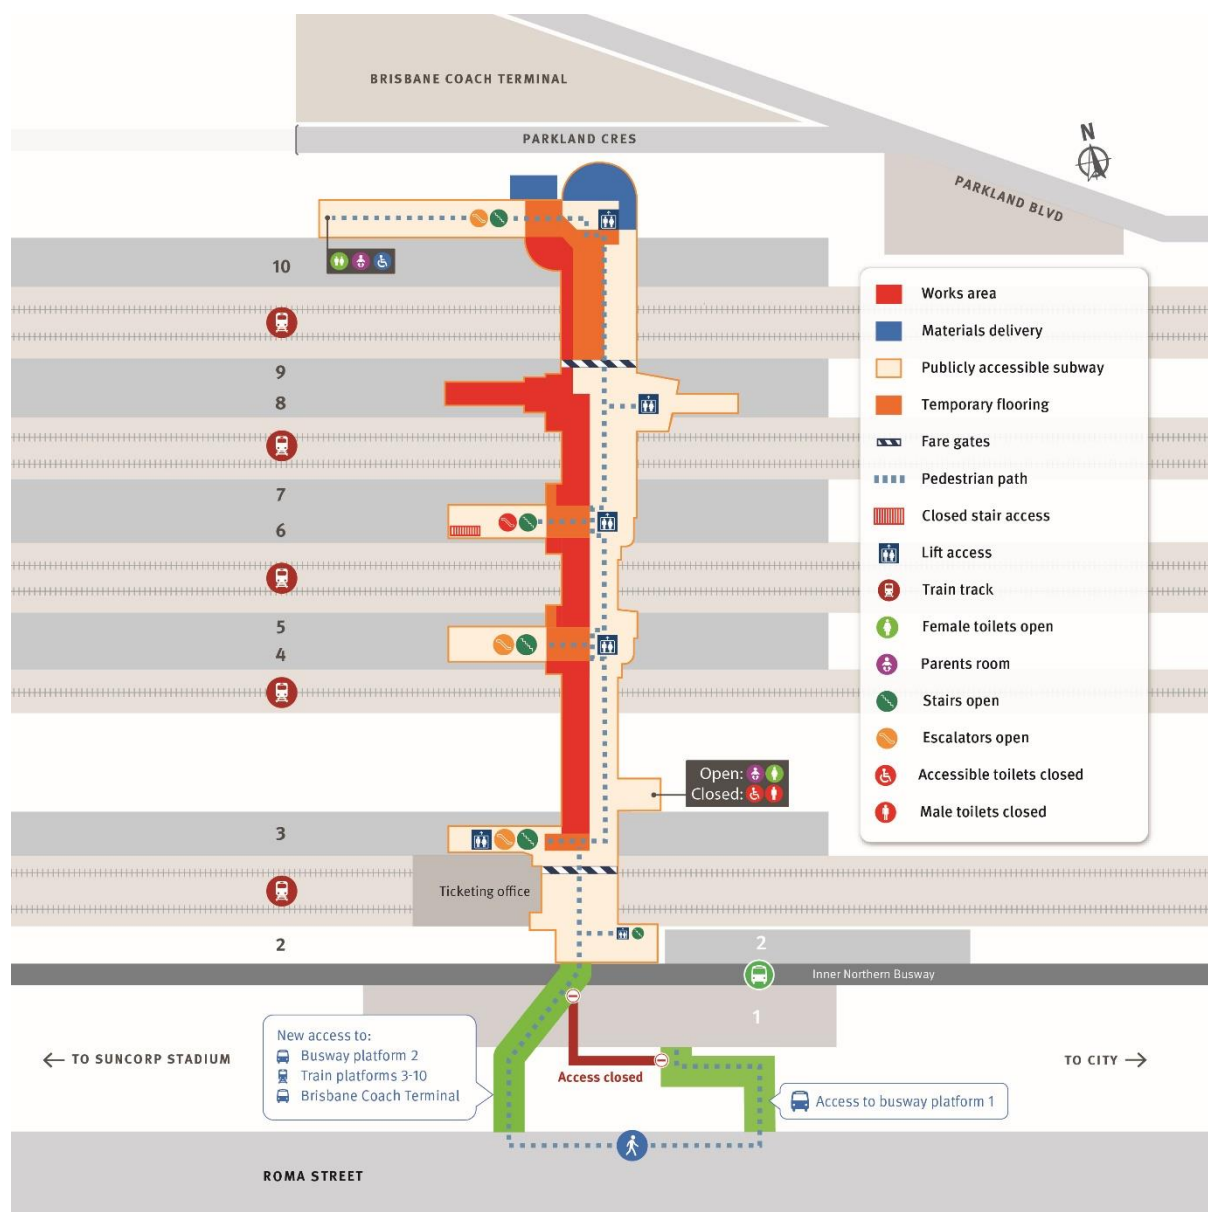 BRISBANE COACH TERMINAL
PARKLAND CRES
N
PARKLAND BLVD
10
9
8
7
6
5
4
3
2
Works area
Materials delivery
Publicly accessible subway
Temporary flooring
Fare gates
Pedestrian path
Closed stair access
Lift access
Train track
Female toilets open
Parents room
Stairs open
Escalators open
Accessible toilets closed
Male toilets closed
Open:
Closed:
Ticketing office
2
Inner Northern Busway
1
New access to:
Busway platform 2
Train platforms 3-10
Brisbane Coach Terminal
← TO SUNCORP STADIUM
TO CITY →
Access closed
Access to busway platform 1
ROMA STREET